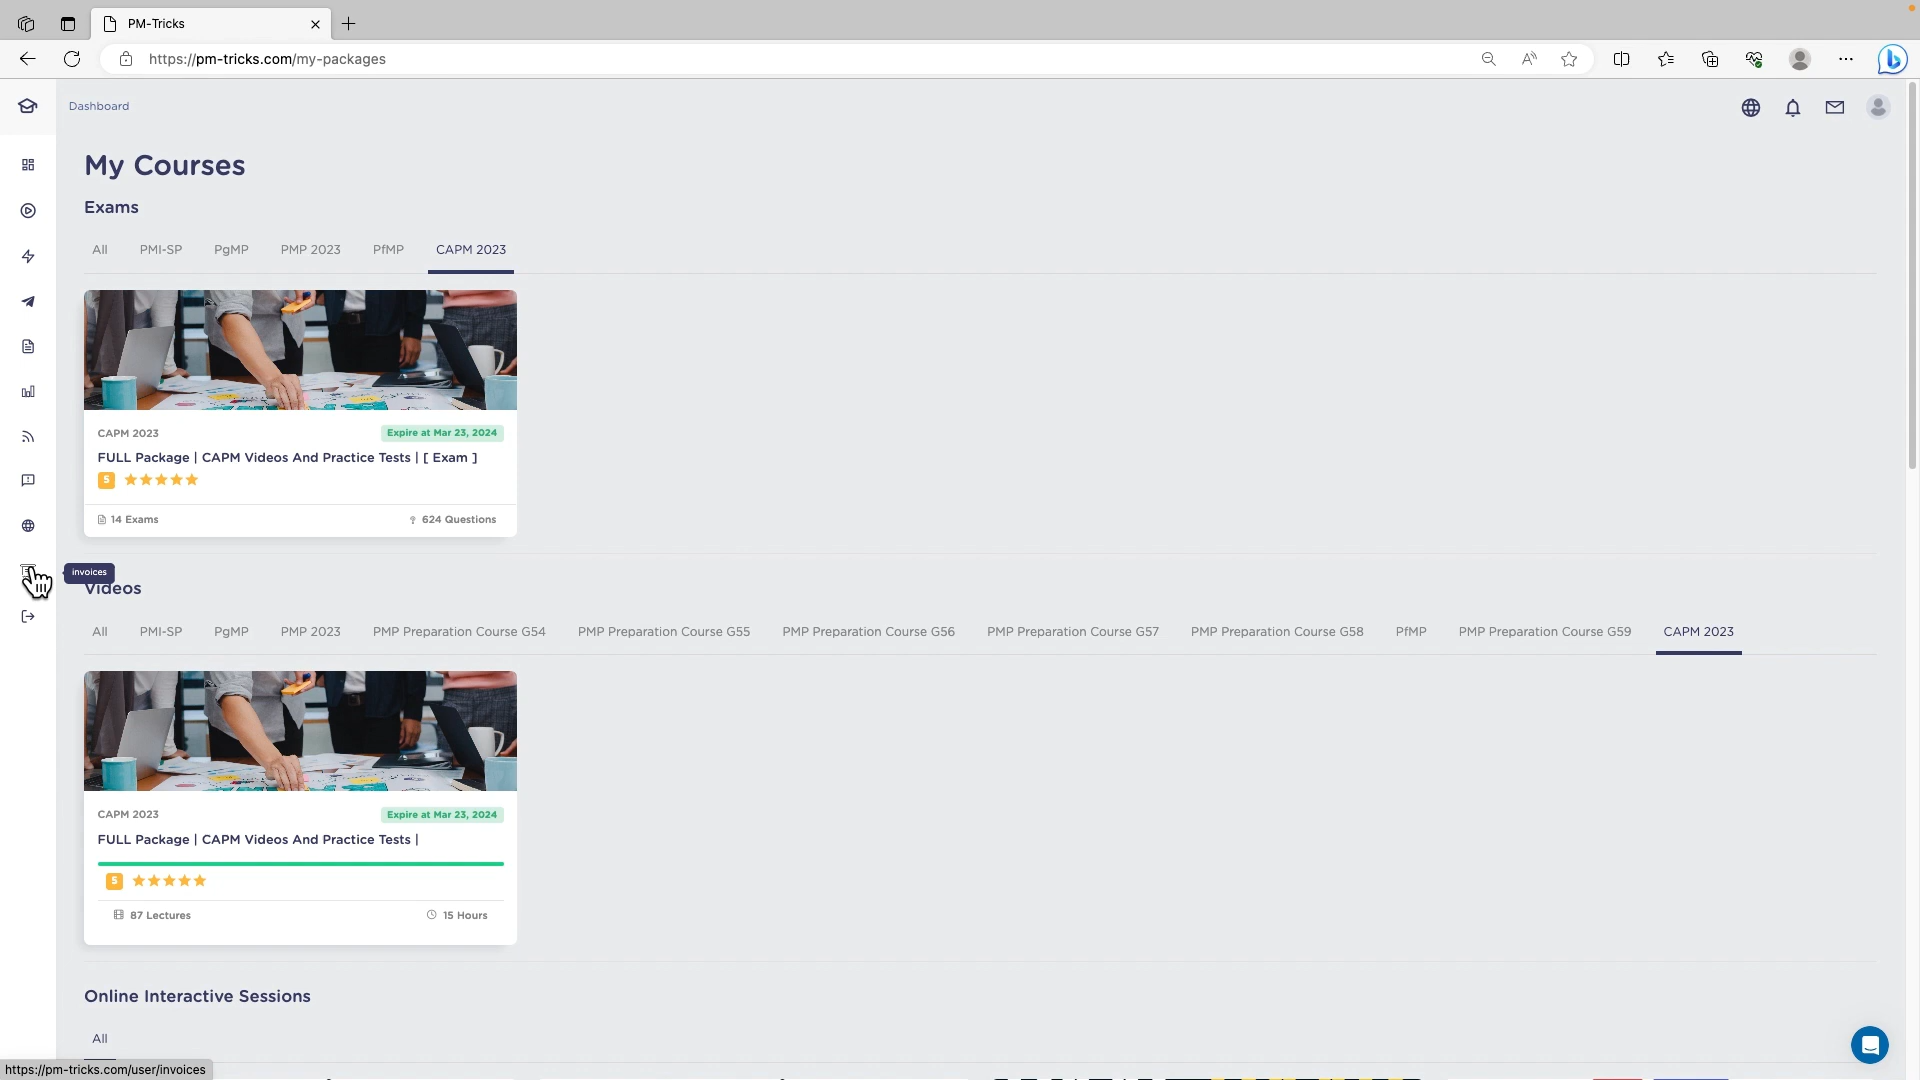 PM-Tricks
https://pm-tricks.com/my-packages
Dashboard
My Courses
Exams
All PMI-SP PgMP PMP 2023 PfMP CAPM 2023
CAPM 2023 Expire at Mar 23, 2024
FULL Package | CAPM Videos And Practice Tests | [ Exam ]
5
14 Exams 624 Questions
invoices
Videos
All PMI-SP PgMP PMP 2023 PMP Preparation Course G54 PMP Preparation Course G55 PMP Preparation Course G56 PMP Preparation Course G57 PMP Preparation Course G58 PfMP PMP Preparation Course G59 CAPM 2023
CAPM 2023 Expire at Mar 23, 2024
FULL Package | CAPM Videos And Practice Tests |
5
87 Lectures 15 Hours
Online Interactive Sessions
All
https://pm-tricks.com/user/invoices